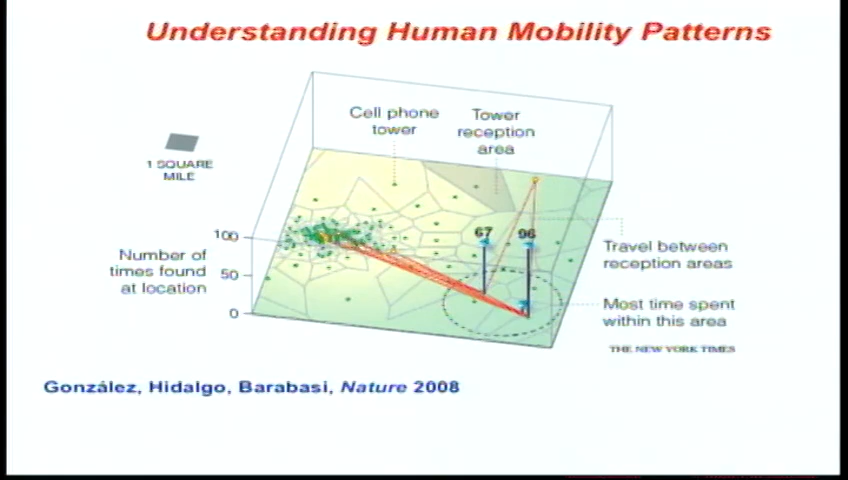 Understanding Human Mobility Patterns
Cell phone
tower
Tower
reception
area
1 SQUARE
MILE
100
50
0
Number of
times found
at location
67
96
Travel between
reception areas
Most time spent
within this area
THE NEW YORK TIMES
González, Hidalgo, Barabasi, Nature 2008